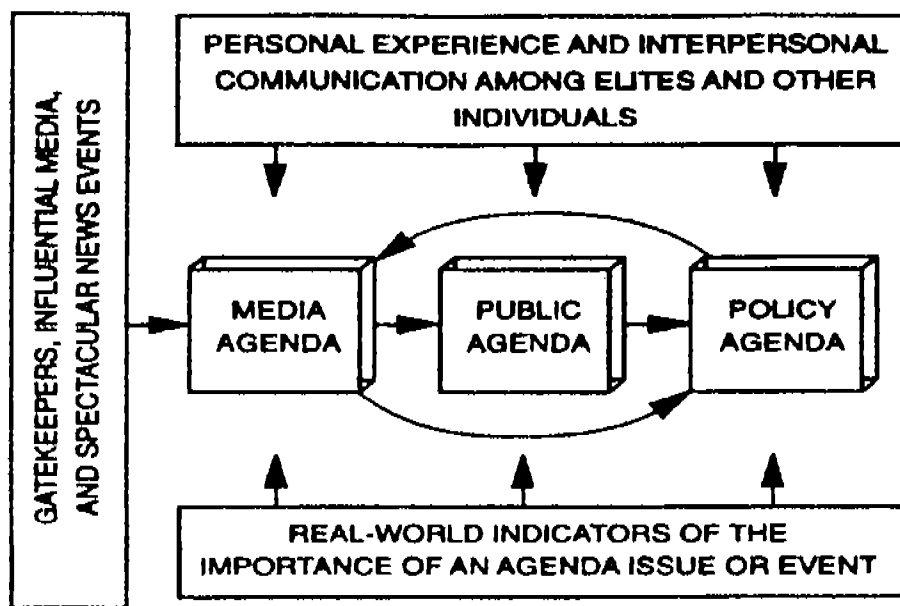 GATEKEEPERS, INFLUENTIAL MEDIA,
AND SPECTACULAR NEWS EVENTS
PERSONAL EXPERIENCE AND INTERPERSONAL
COMMUNICATION AMONG ELITES AND OTHER
INDIVIDUALS
MEDIA
AGENDA
PUBLIC
AGENDA
POLICY
AGENDA
REAL-WORLD INDICATORS OF THE
IMPORTANCE OF AN AGENDA ISSUE OR EVENT